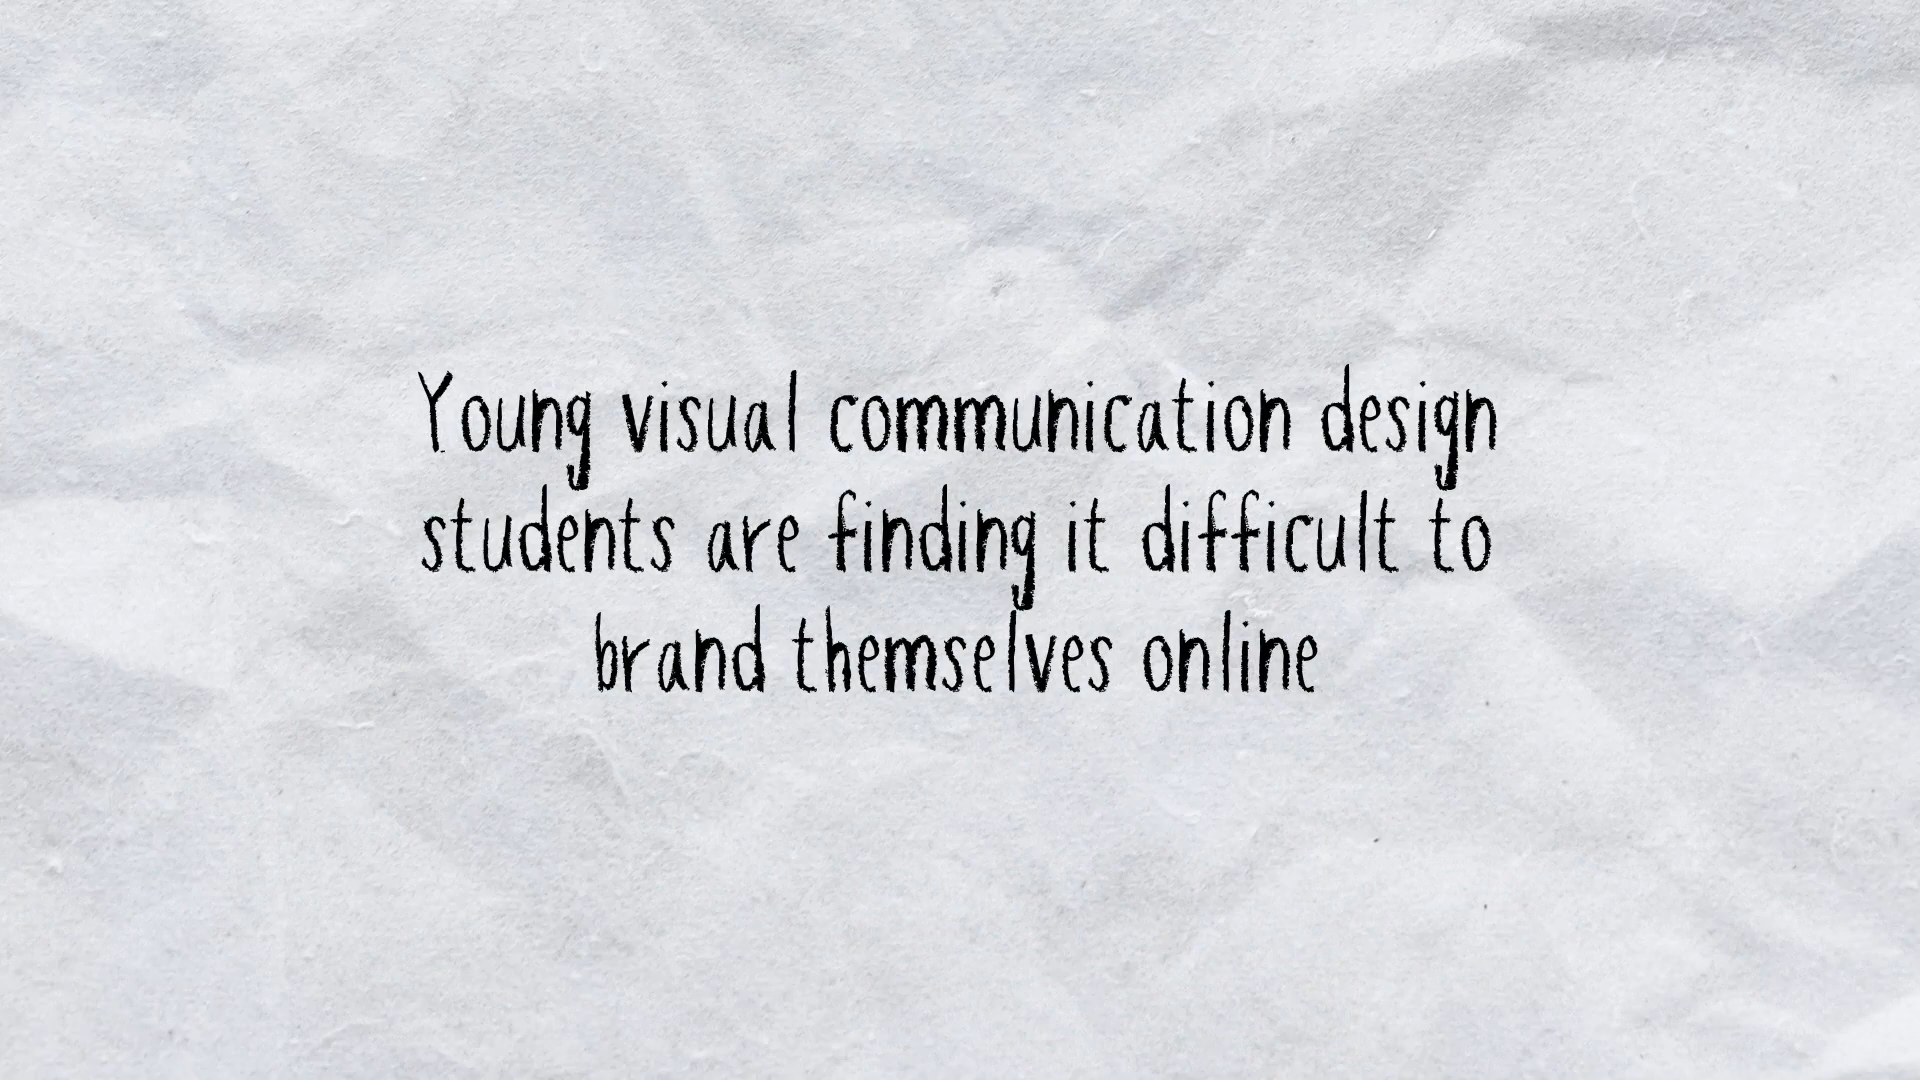 Young visual communication design
students are finding it difficult to
brand themselves online